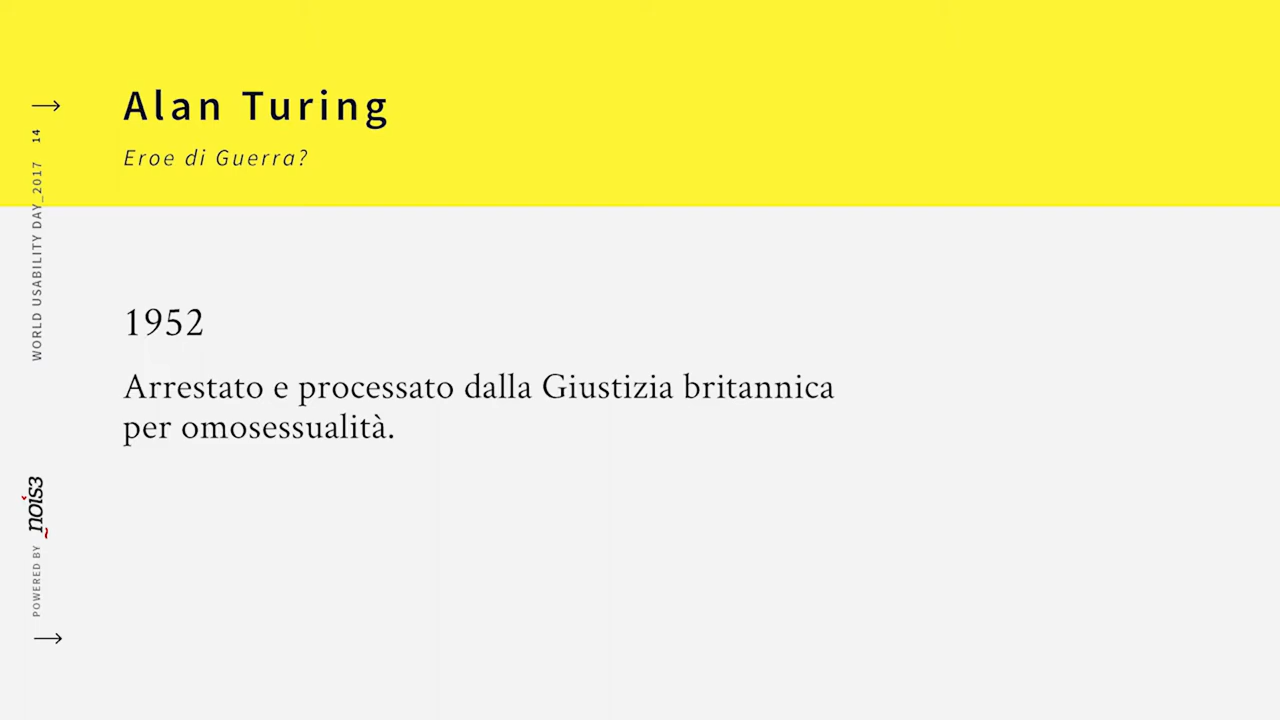 Alan Turing
Eroe di Guerra?
1952
Arrestato e processato dalla Giustizia britannica
per omosessualità.
WORLD USABILITY DAY_2017 14
POWERED BY nois3